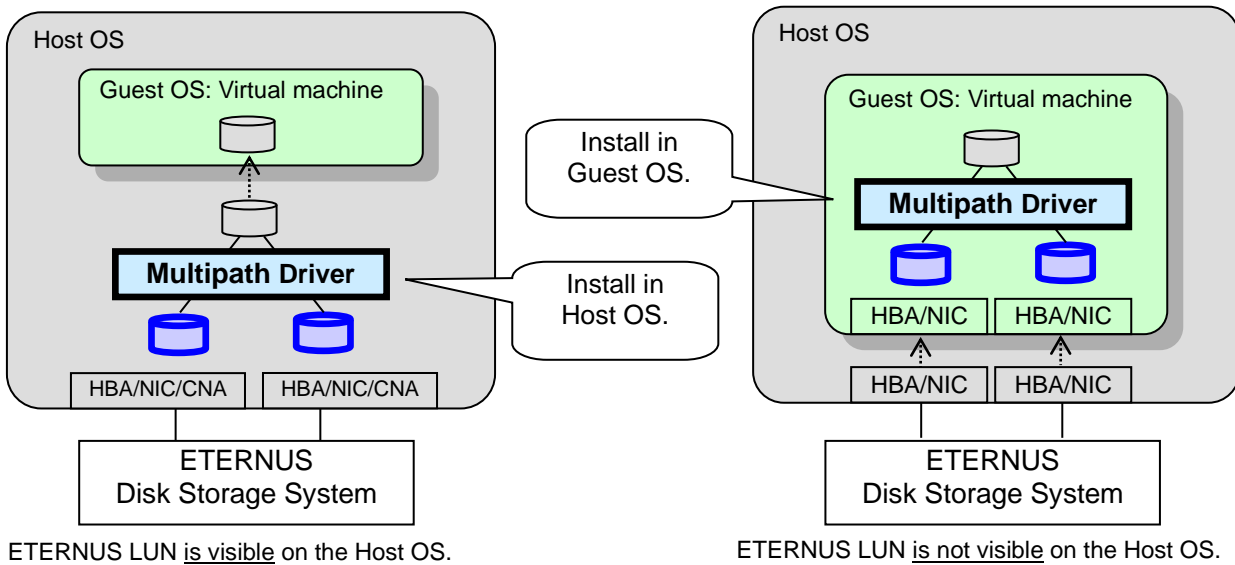 Host OS
Guest OS: Virtual machine
Multipath Driver
Install in
Host OS.
HBA/NIC/CNA
HBA/NIC/CNA
ETERNUS
Disk Storage System
ETERNUS LUN is visible on the Host OS.
Host OS
Guest OS: Virtual machine
Install in
Guest OS.
Multipath Driver
HBA/NIC
HBA/NIC
HBA/NIC
HBA/NIC
ETERNUS
Disk Storage System
ETERNUS LUN is not visible on the Host OS.